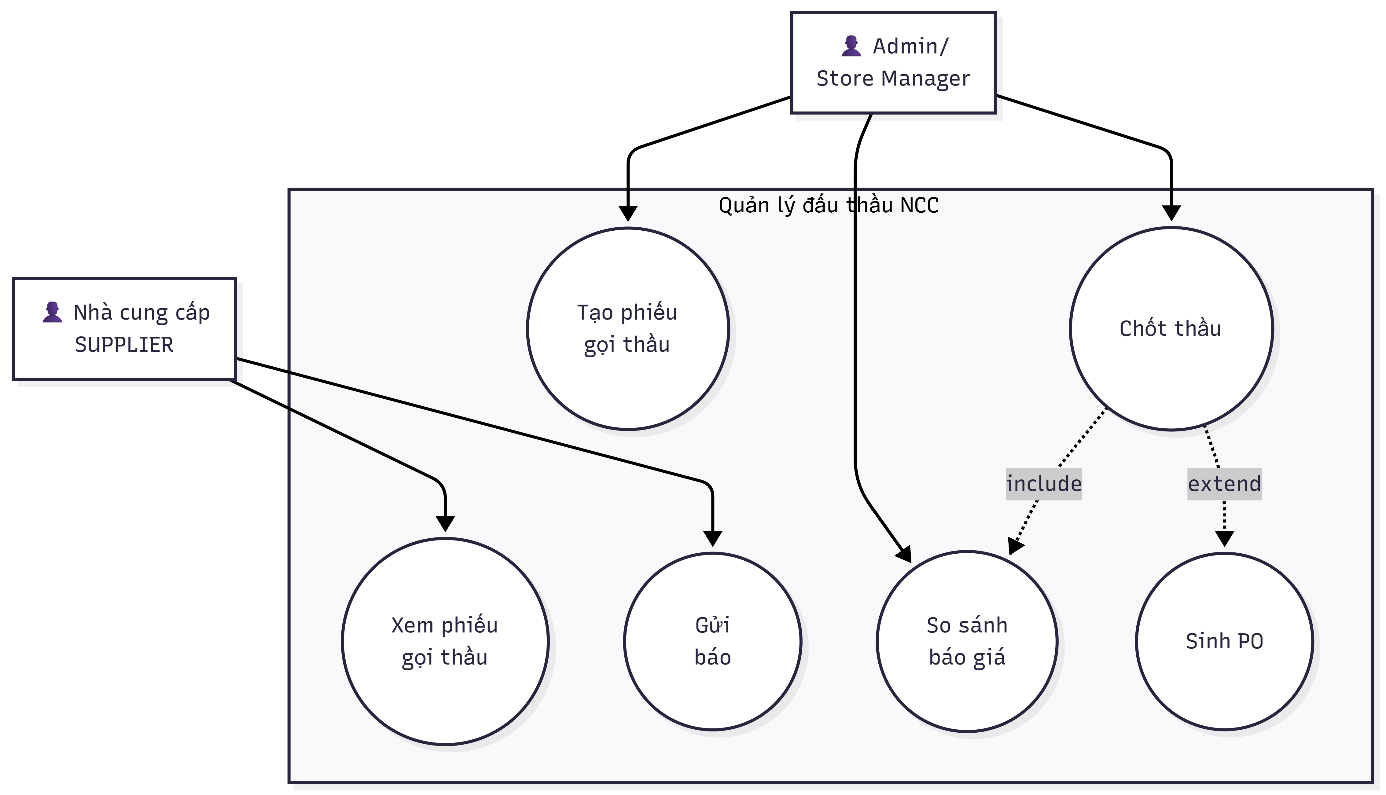 Admin/
Store Manager
Quản lý đấu thầu NCC
Nhà cung cấp
SUPPLIER
Tạo phiếu
gọi thầu
Chốt thầu
include
extend
Xem phiếu
gọi thầu
Gửi
báo
So sánh
báo giá
Sinh PO